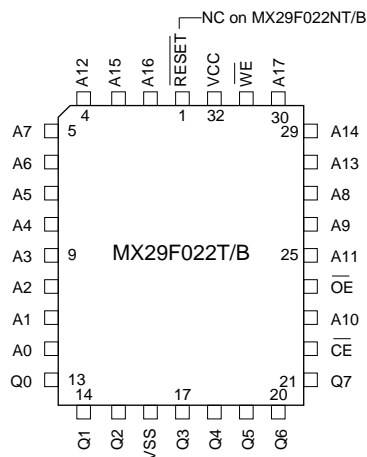 NC on MX29F022NT/B
A12 A15 A16 RESET VCC WE A17
4 1 32 30
A7 5 29 A14
A6 A13
A5 A8
A4 A9
A3 9 MX29F022T/B 25 A11
A2 OE
A1 A10
A0 CE
Q0 13 21 Q7
14 17 20
Q1 Q2 VSS Q3 Q4 Q5 Q6